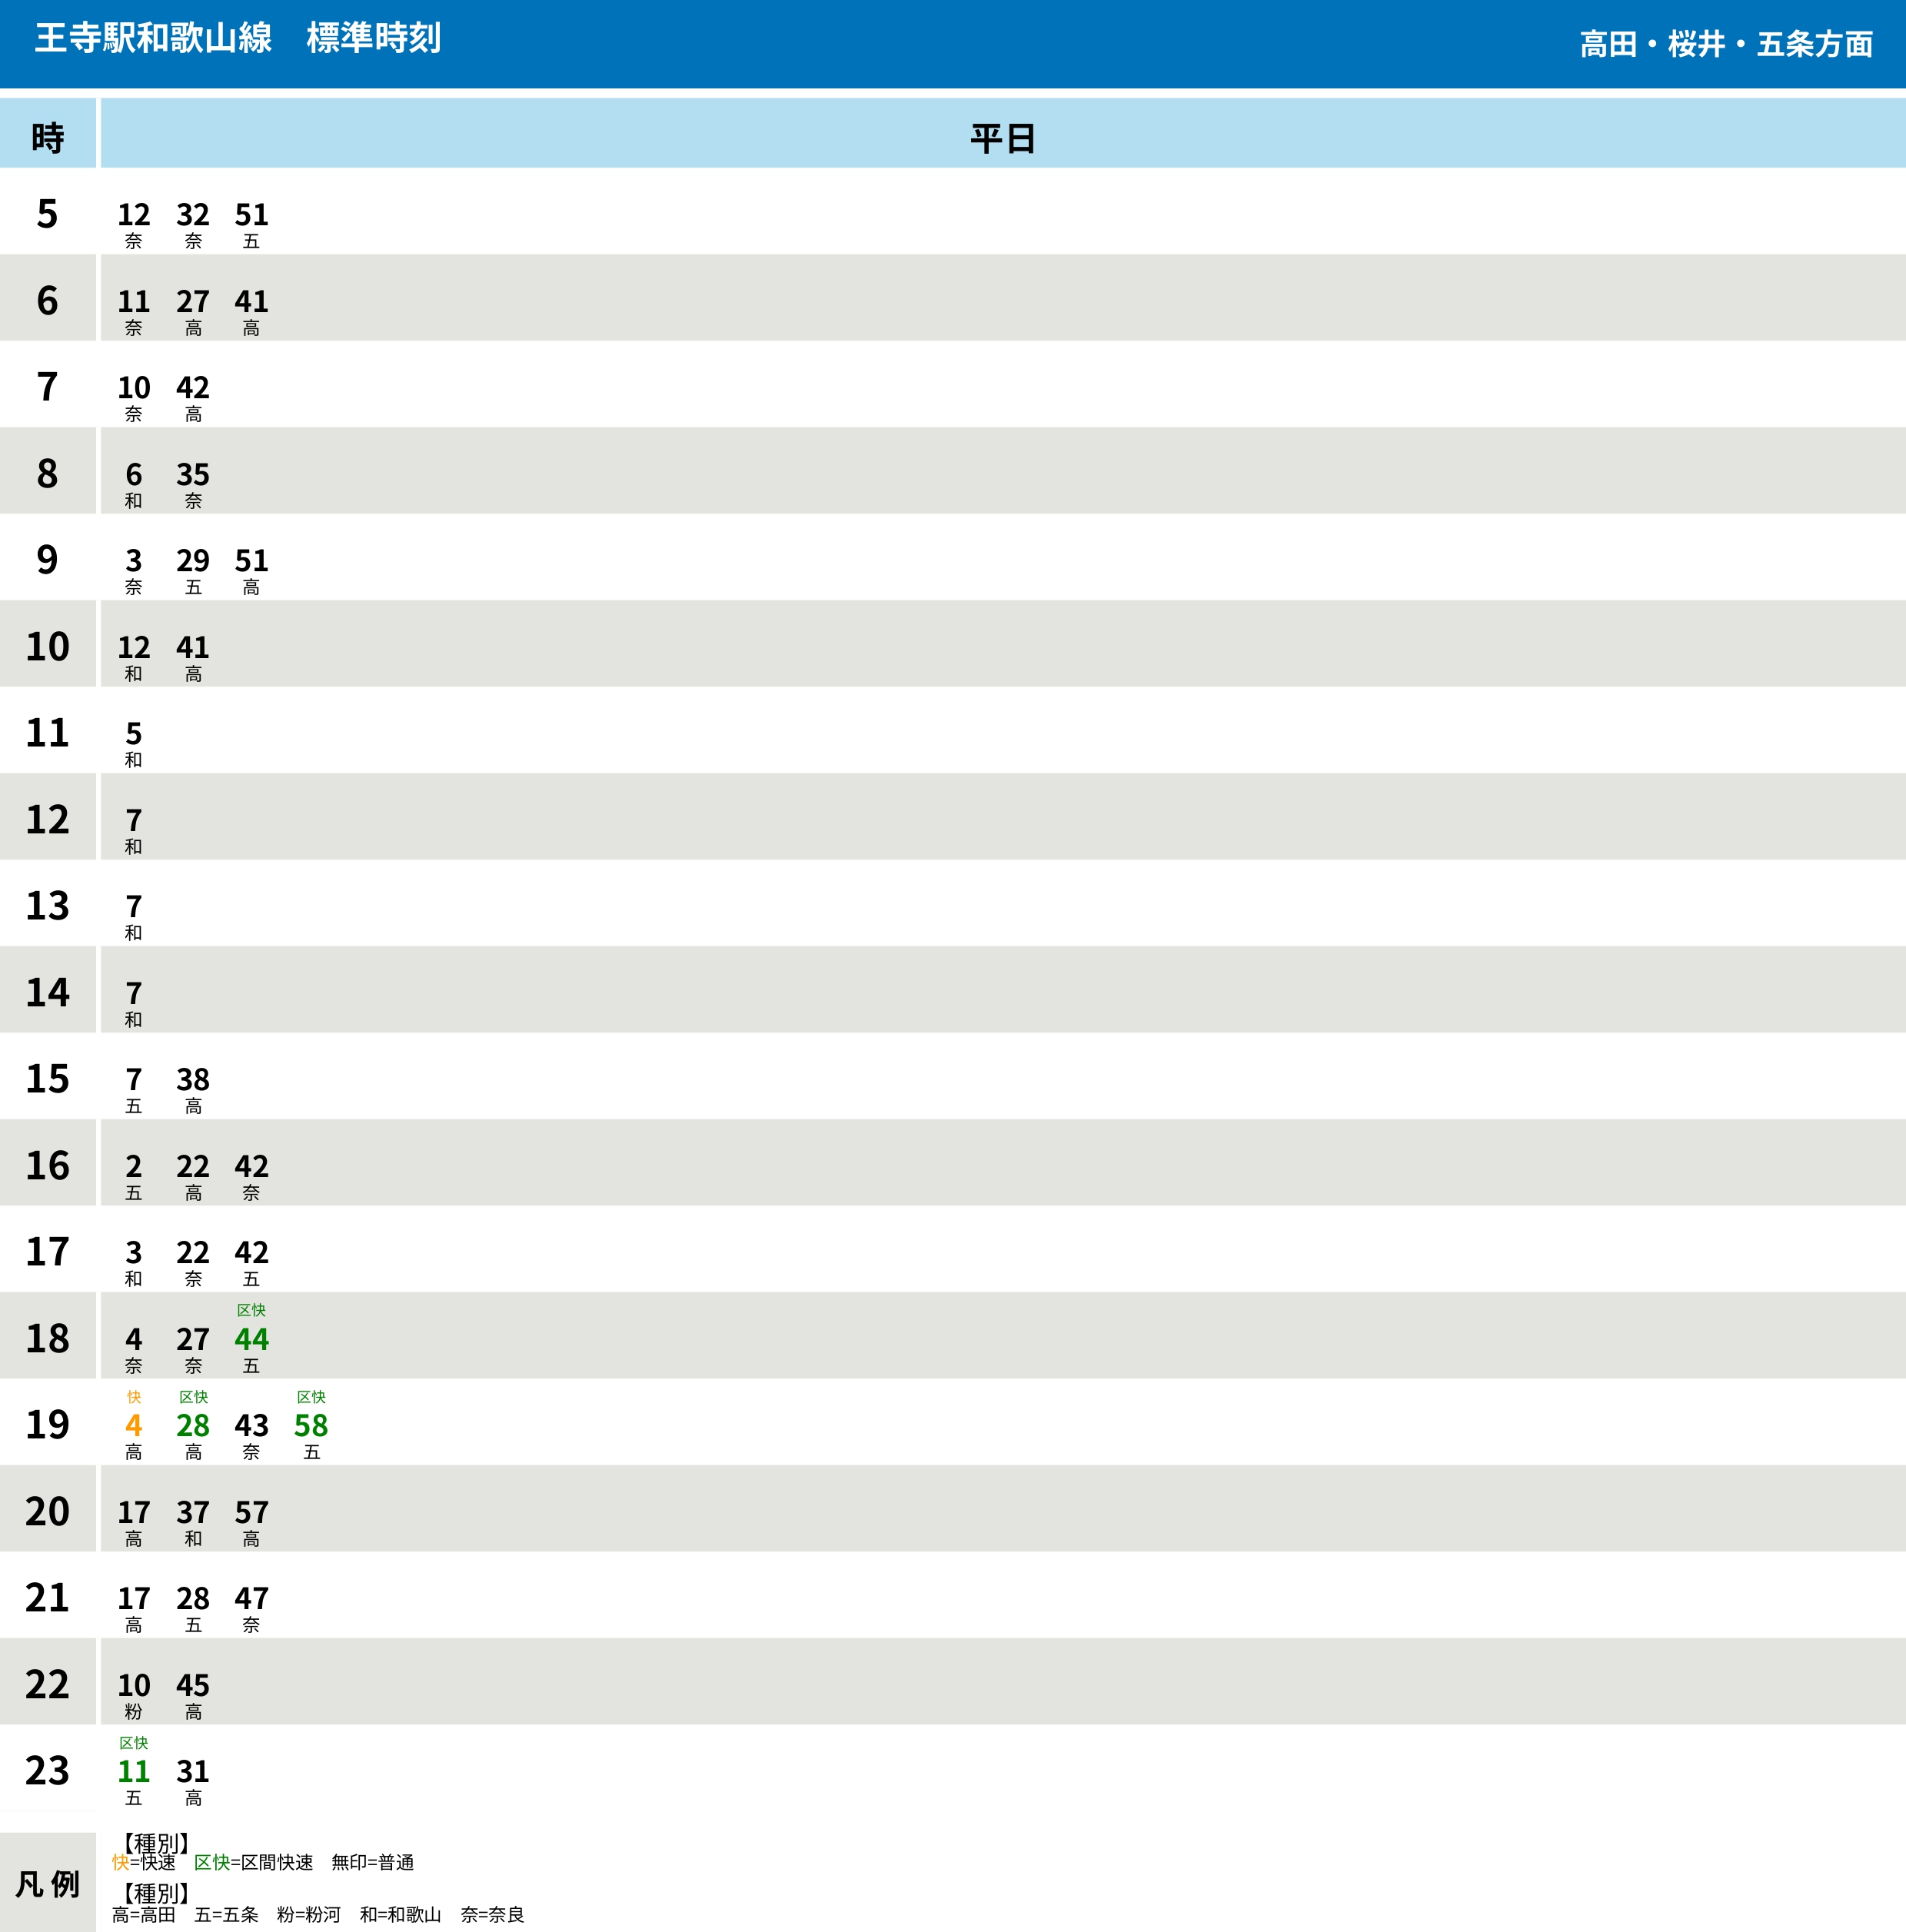 王寺駅和歌山線　標準時刻
高田・桜井・五条方面
時 平日
5 12 32 51
奈 奈 五
6 11 27 41
奈 高 高
7 10 42
奈 高
8 6 35
和 奈
9 3 29 51
奈 五 高
10 12 41
和 高
11 5
和
12 7
和
13 7
和
14 7
和
15 7 38
五 高
16 2 22 42
五 高 奈
17 3 22 42
和 奈 五
区快
18 4 27 44
奈 奈 五
快 区快 区快
19 4 28 43 58
高 高 奈 五
20 17 37 57
高 和 高
21 17 28 47
高 五 奈
22 10 45
粉 高
区快
23 11 31
五 高
凡 例
【種別】
快=快速　区快=区間快速　無印=普通
【種別】
高=高田　五=五条　粉=粉河　和=和歌山　奈=奈良